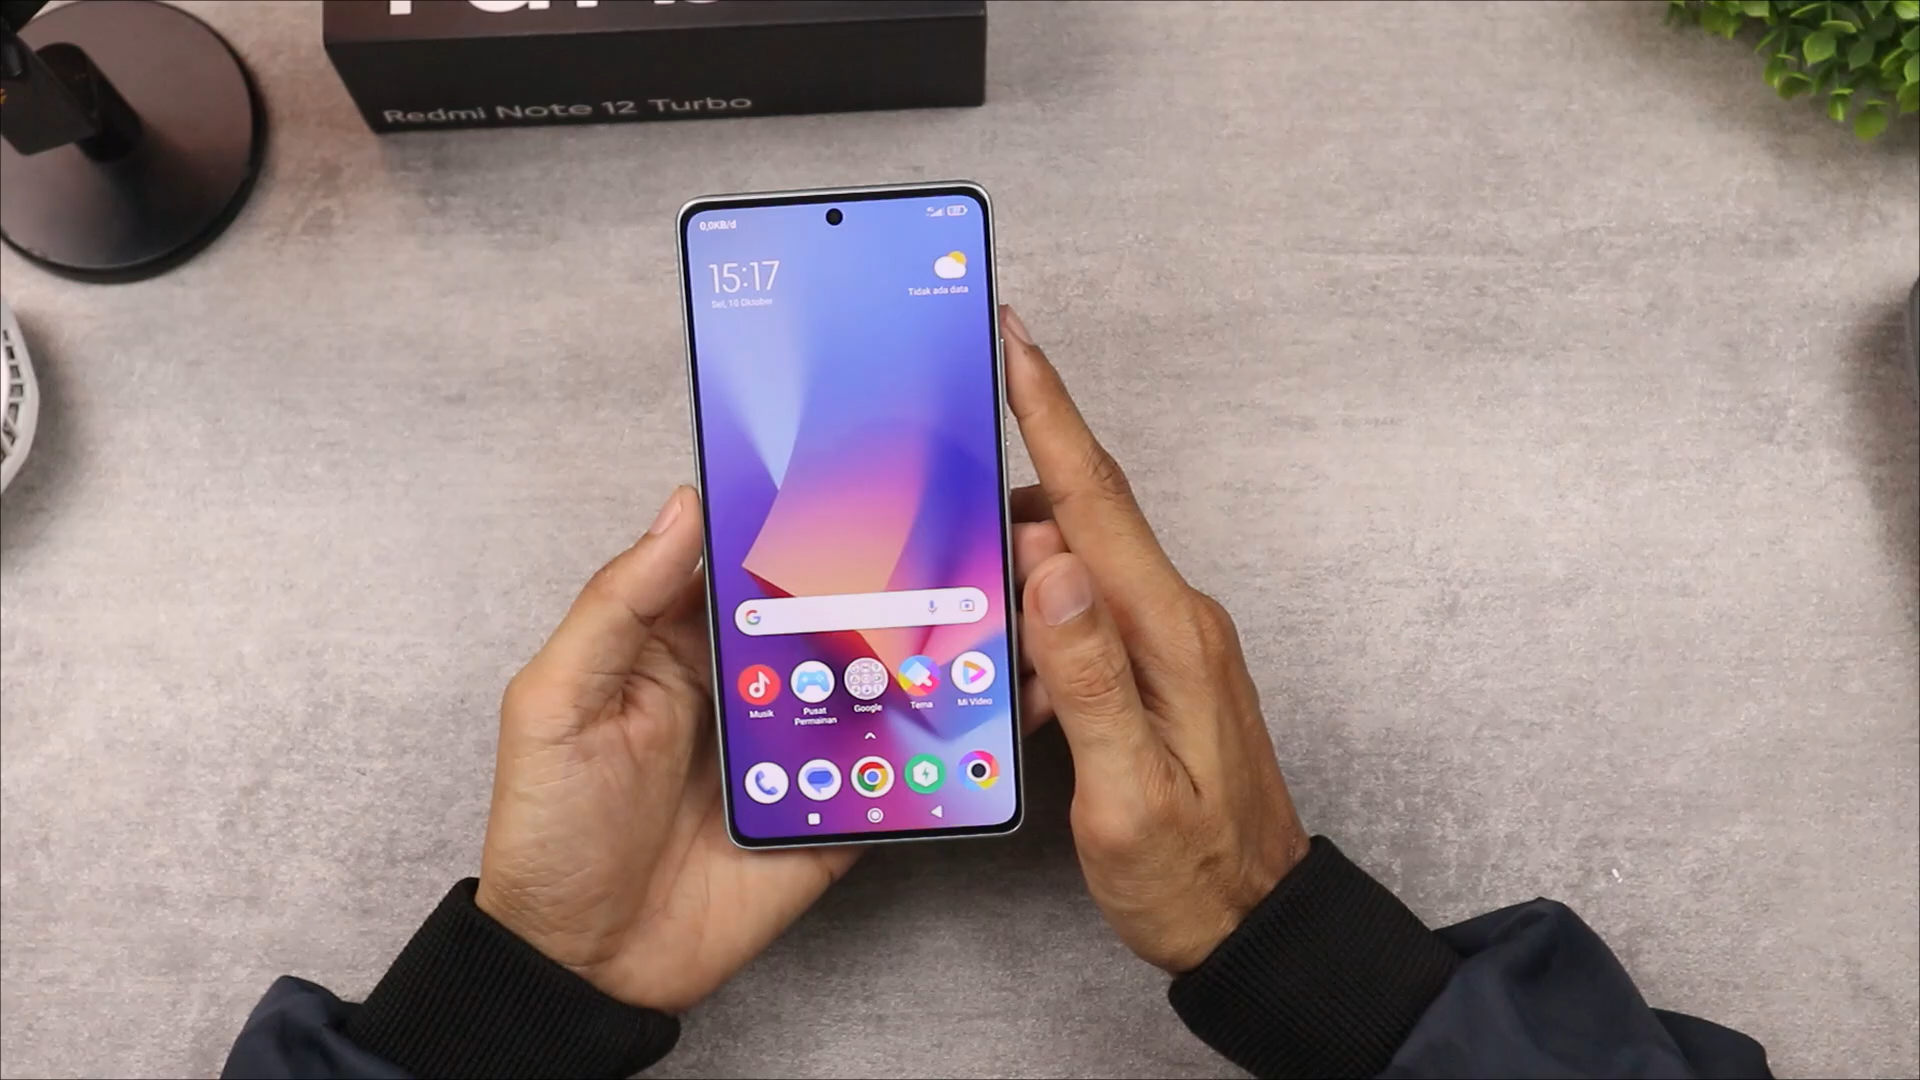 Redmi Note 12 Turbo
0,0KB/d
15:17
Sel, 10 Oktober
Tidak ada data
Musik
Pusat
Permainan
Google
Tema
Mi Video